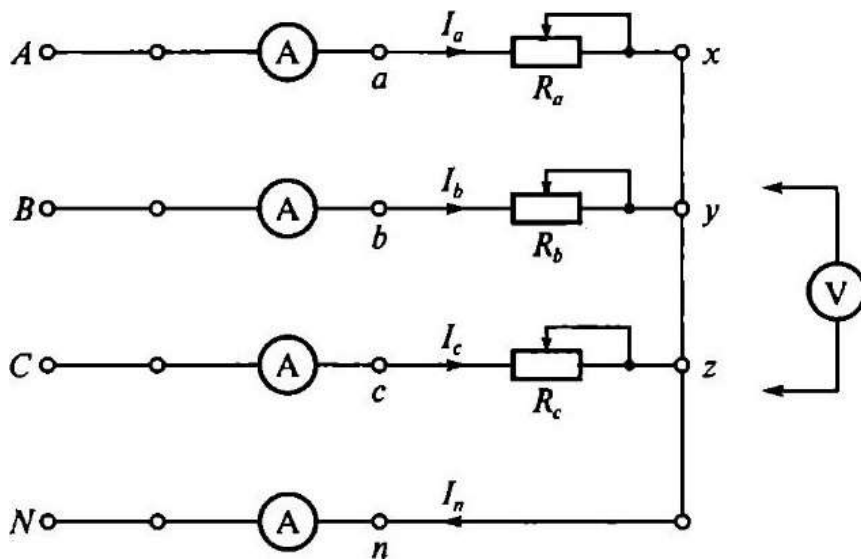 A A a I_a R_a x
B A b I_b R_b y
V
C A c I_c R_c z
N A n I_n